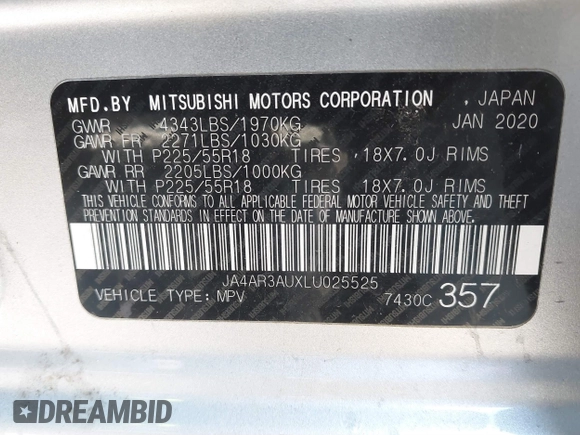 MFD.BY MITSUBISHI MOTORS CORPORATION , JAPAN
GVWR 4343LBS/1970KG JAN 2020
GAWR FR 2271LBS/1030KG
WITH P225/55R18 TIRES 18X7.0J RIMS
GAWR RR 2205LBS/1000KG
WITH P225/55R18 TIRES 18X7.0J RIMS
THIS VEHICLE CONFORMS TO ALL APPLICABLE FEDERAL MOTOR VEHICLE SAFETY AND THEFT
PREVENTION STANDARDS IN EFFECT ON THE DATE OF MANUFACTURE SHOWN ABOVE.
JA4AR3AUXLU025525
VEHICLE TYPE: MPV 7430C 357
DREAMBID